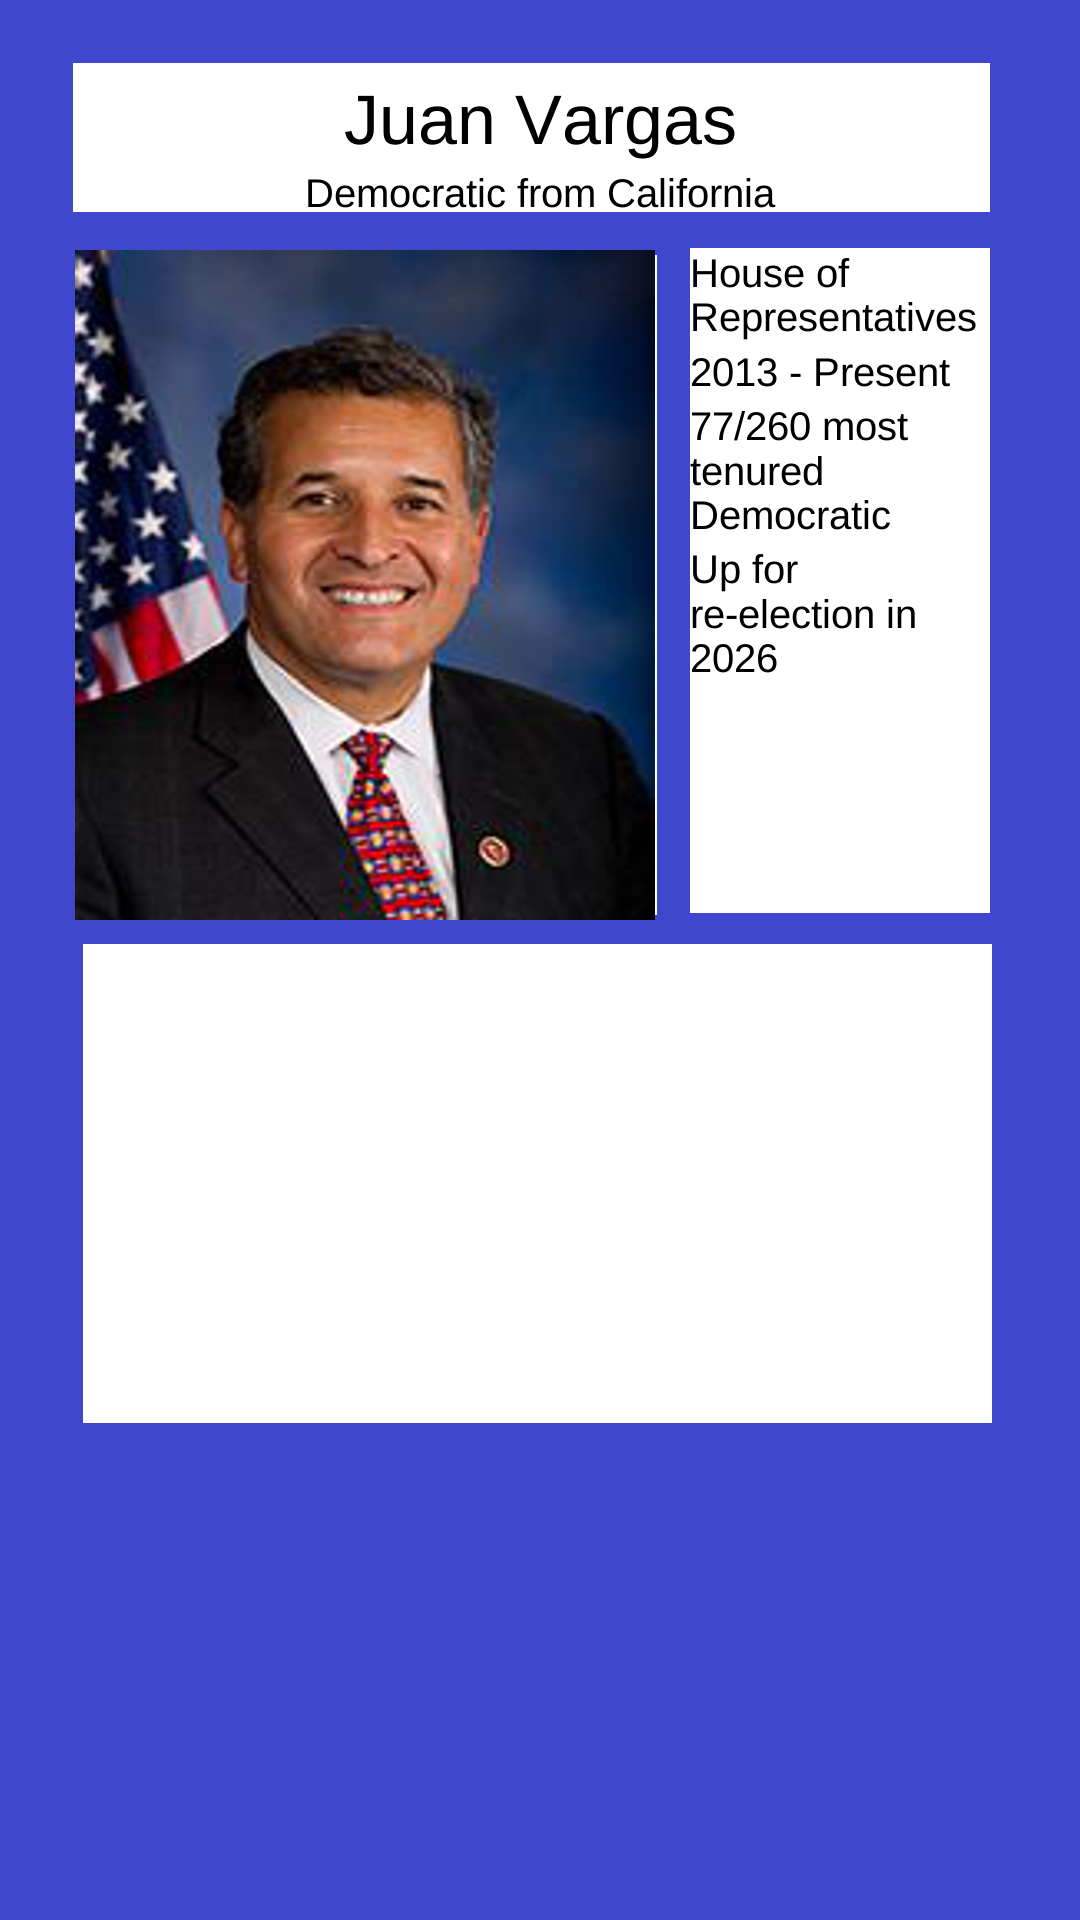 Juan Vargas
Democratic from California
House of
Representatives
2013 - Present
77/260 most
tenured
Democratic
Up for
re-election in
2026